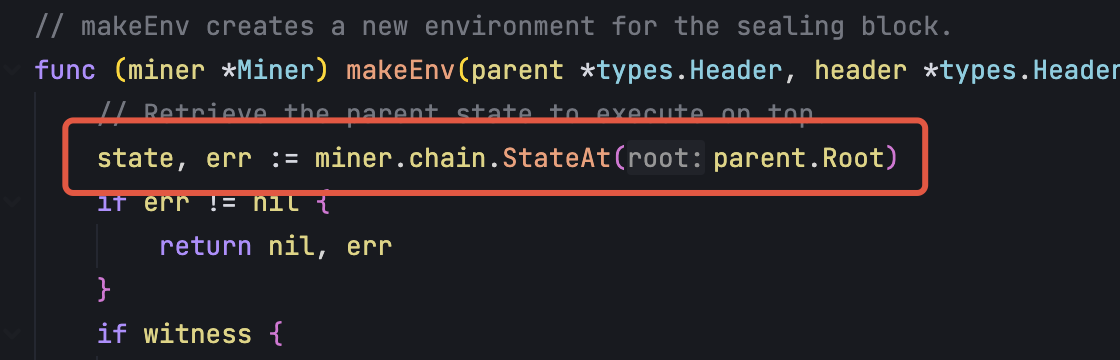 // makeEnv creates a new environment for the sealing block.
func (miner *Miner) makeEnv(parent *types.Header, header *types.Header
// Retrieve the parent state to execute on top
state, err := miner.chain.StateAt(root: parent.Root)
if err != nil {
return nil, err
}
if witness {